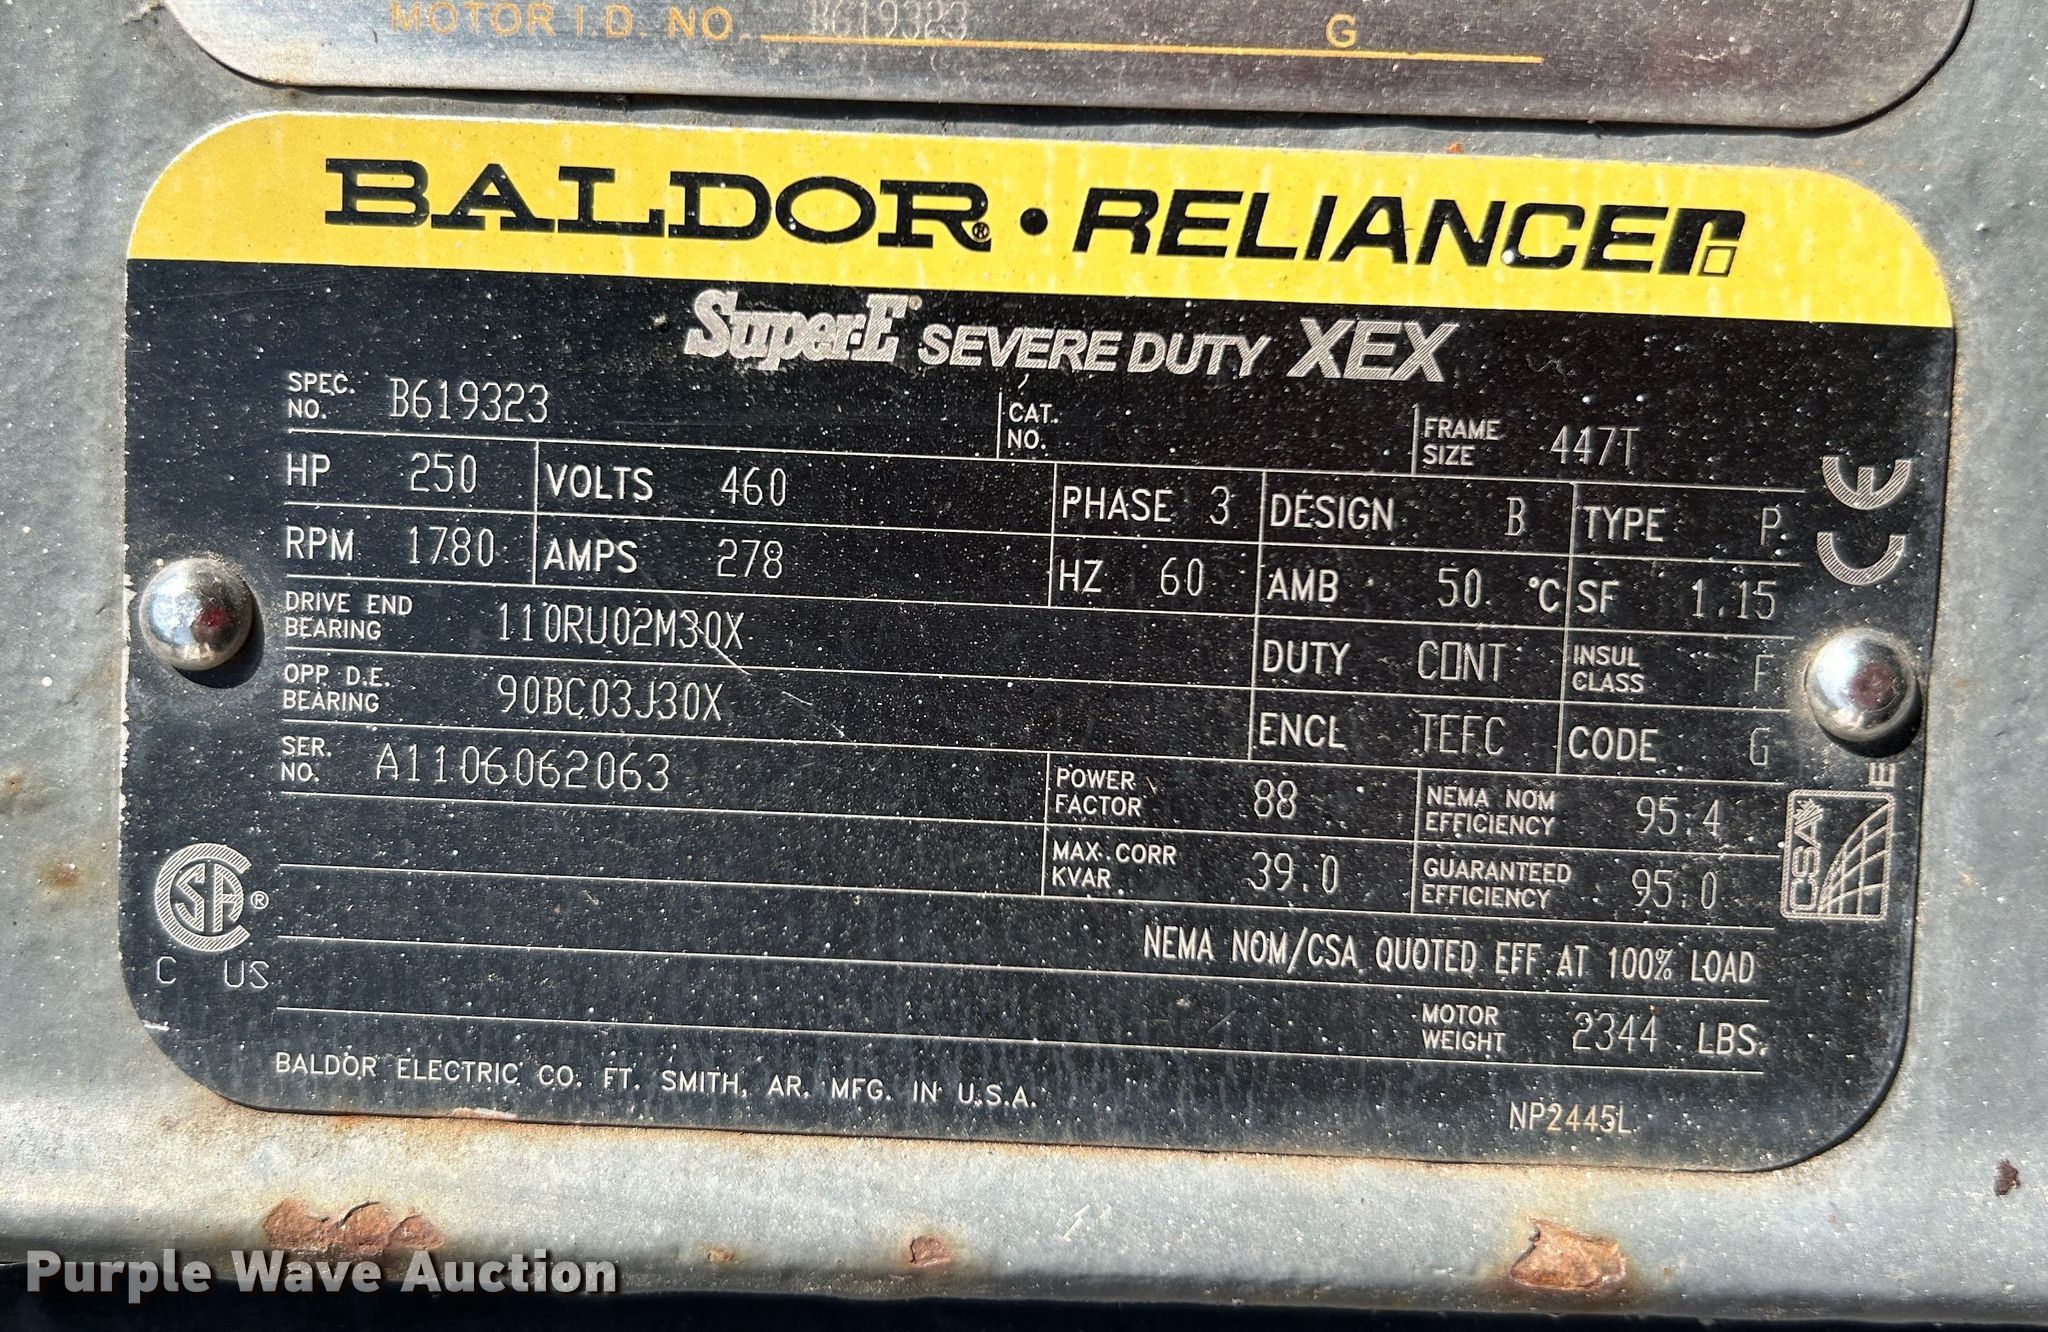 MOTOR I.D. NO. B619323 G
BALDOR® • RELIANCE
Super-E® SEVERE DUTY XEX
SPEC. NO. B619323 CAT. NO. FRAME SIZE 447T
HP 250 VOLTS 460 PHASE 3 DESIGN B TYPE P
RPM 1780 AMPS 278 HZ 60 AMB 50 °C SF 1.15
DRIVE END BEARING 110RU02M30X DUTY CONT INSUL CLASS F
OPP D.E. BEARING 90BC03J30X ENCL TEFC CODE G
SER. NO. A1106062063 POWER FACTOR 88 NEMA NOM EFFICIENCY 95.4
MAX CORR KVAR 39.0 GUARANTEED EFFICIENCY 95.0
NEMA NOM/CSA QUOTED EFF AT 100% LOAD
MOTOR WEIGHT 2344 LBS.
BALDOR ELECTRIC CO. FT. SMITH, AR. MFG. IN U.S.A.
NP2445L
CE
CSA
E
CSA®
C US
Purple Wave Auction